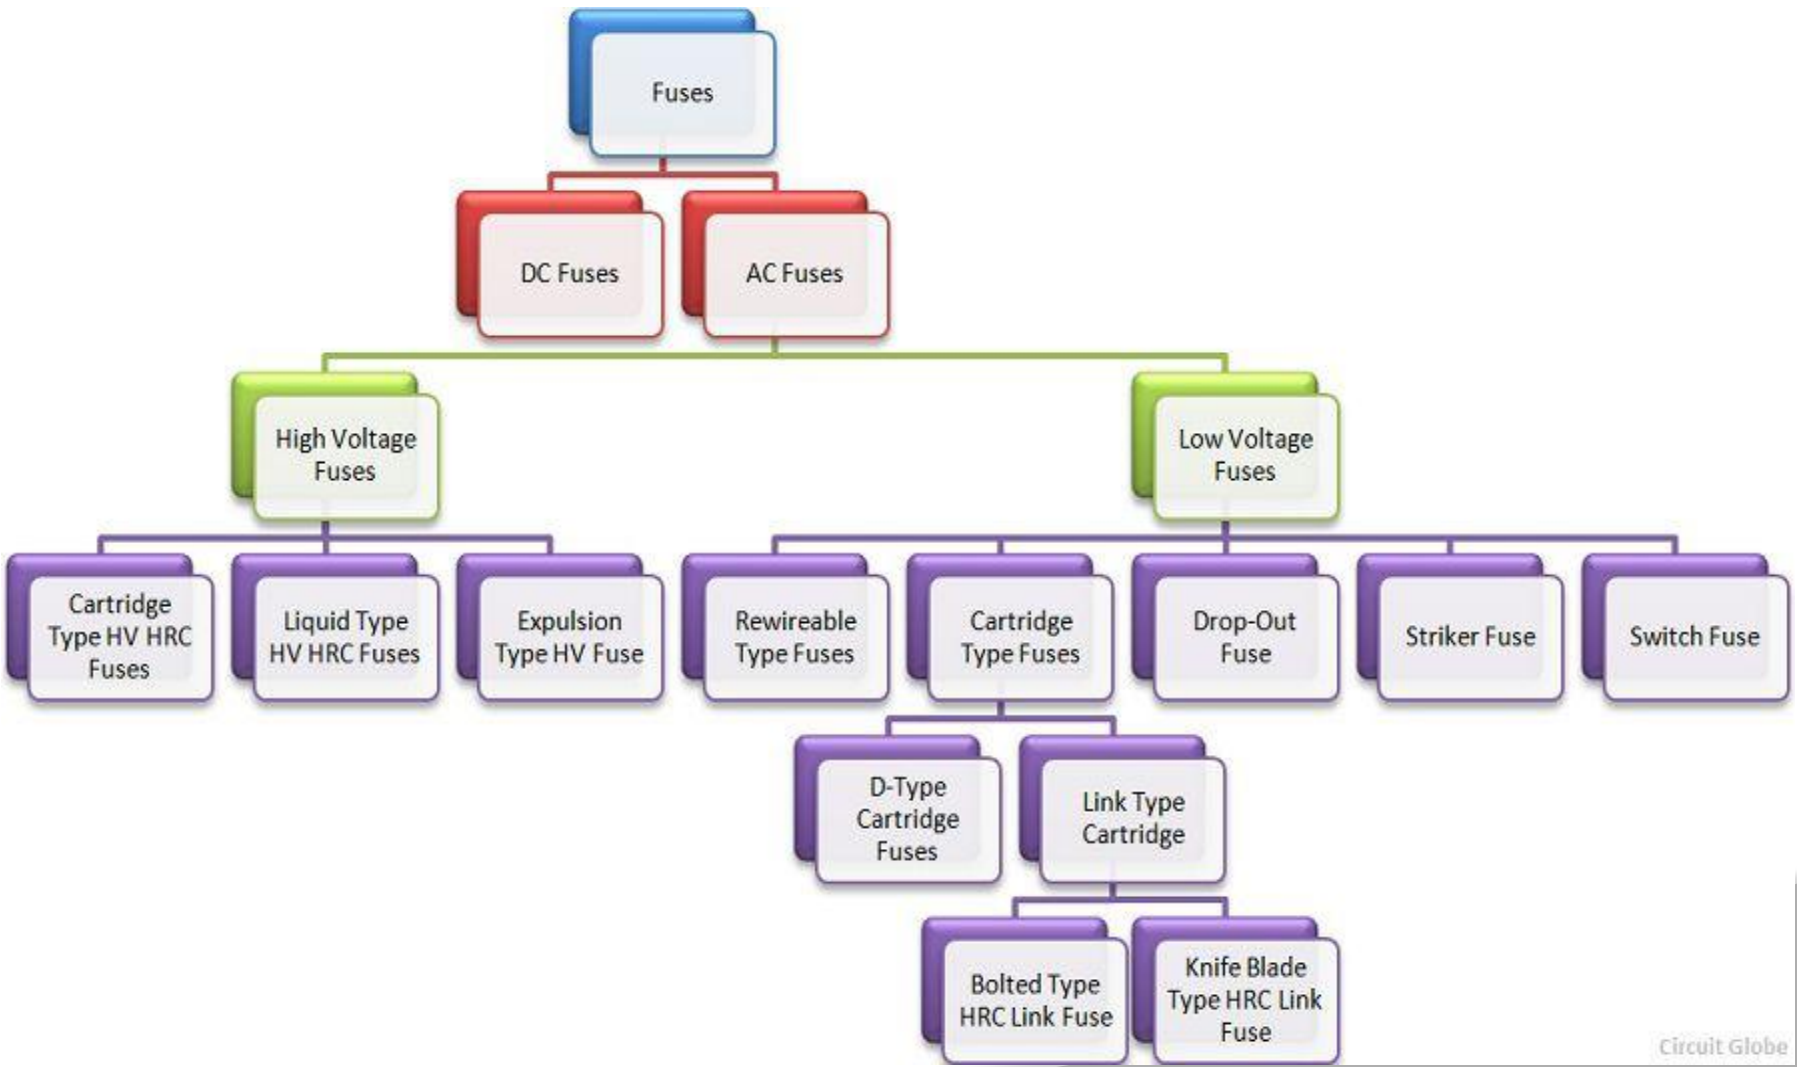 Fuses
DC Fuses
AC Fuses
High Voltage
Fuses
Low Voltage
Fuses
Cartridge
Type HV HRC
Fuses
Liquid Type
HV HRC Fuses
Expulsion
Type HV Fuse
Rewireable
Type Fuses
Cartridge
Type Fuses
Drop-Out
Fuse
Striker Fuse
Switch Fuse
D-Type
Cartridge
Fuses
Link Type
Cartridge
Bolted Type
HRC Link Fuse
Knife Blade
Type HRC Link
Fuse
Circuit Globe